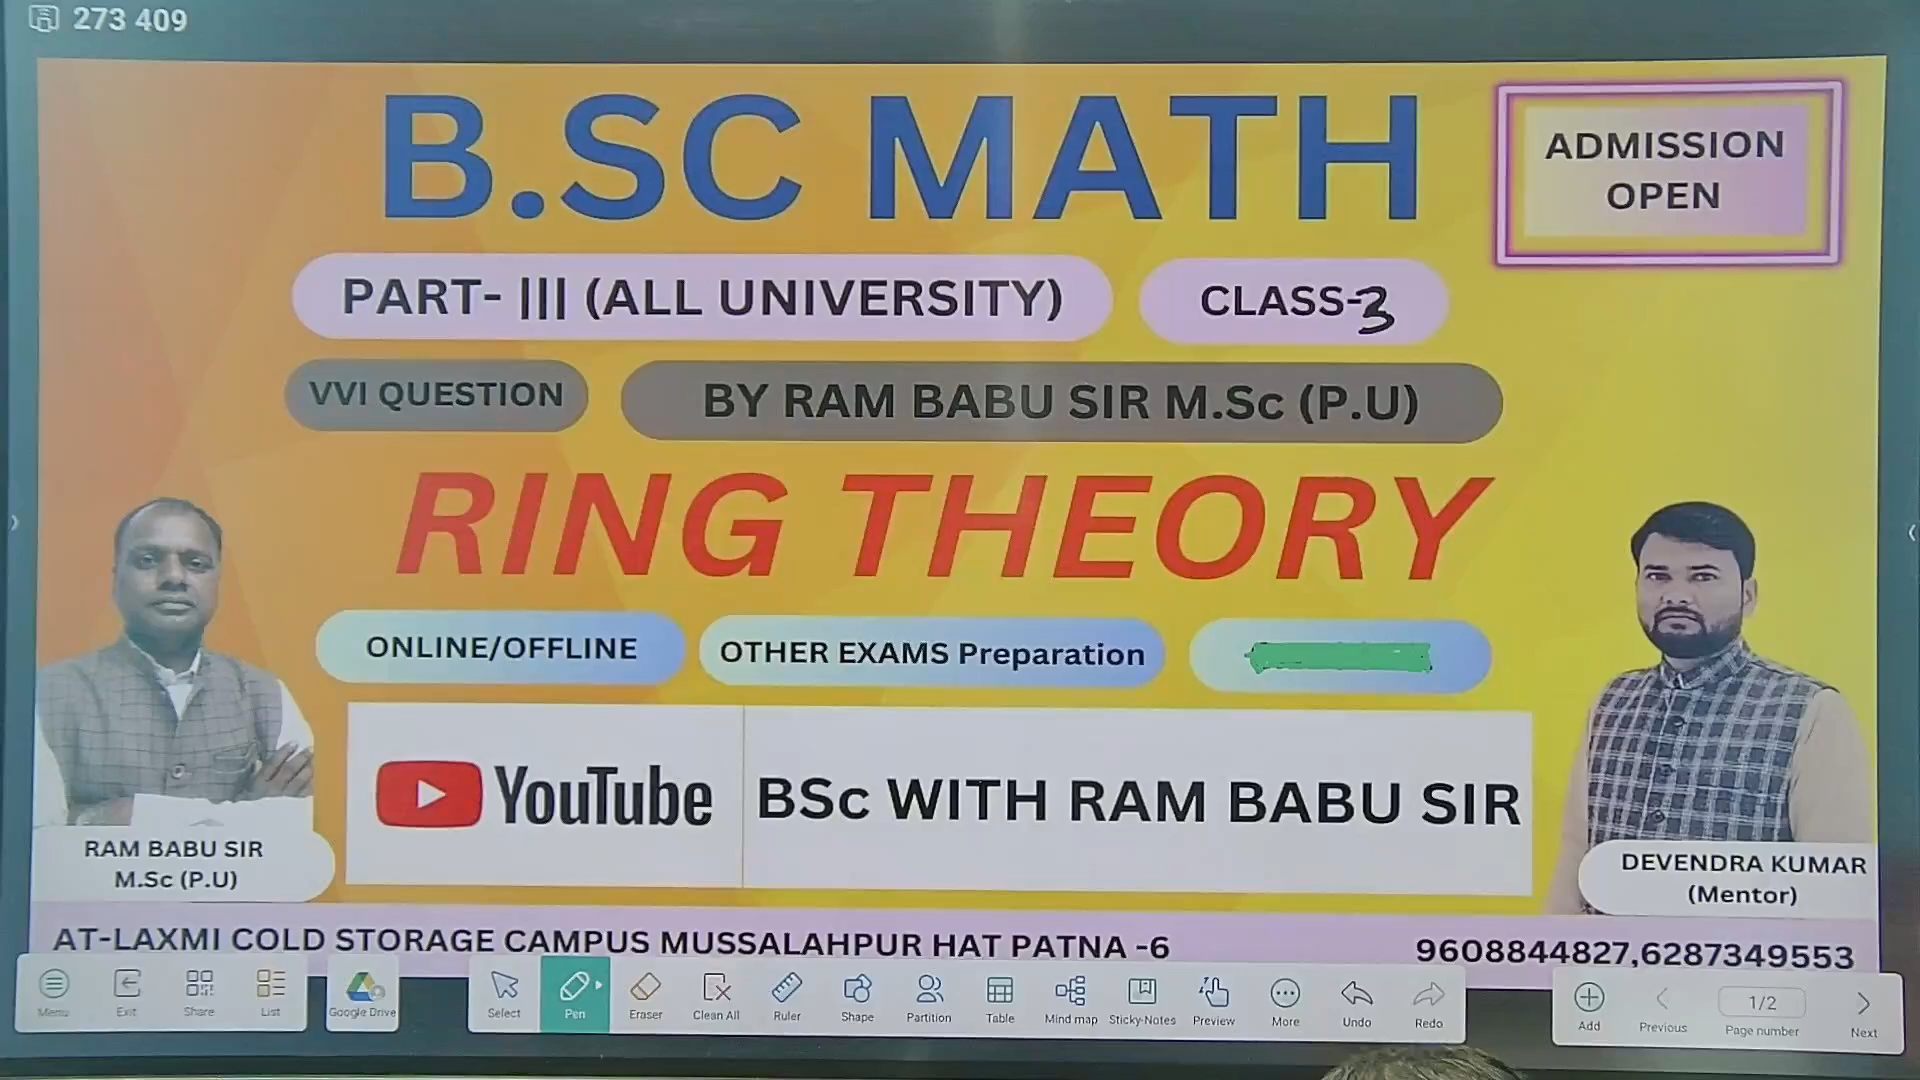 273 409
B.SC MATH
ADMISSION
OPEN
PART- III (ALL UNIVERSITY)
CLASS-3
VVI QUESTION
BY RAM BABU SIR M.Sc (P.U)
RING THEORY
ONLINE/OFFLINE
OTHER EXAMS Preparation
YouTube
BSc WITH RAM BABU SIR
RAM BABU SIR
M.Sc (P.U)
DEVENDRA KUMAR
(Mentor)
AT-LAXMI COLD STORAGE CAMPUS MUSSALAHPUR HAT PATNA -6
9608844827,6287349553
Menu Exit Share List Google Drive Select Pen Eraser Clean All Ruler Shape Partition Table Mind map Sticky-Notes Preview More Undo Redo Add Previous 1/2 Page number Next